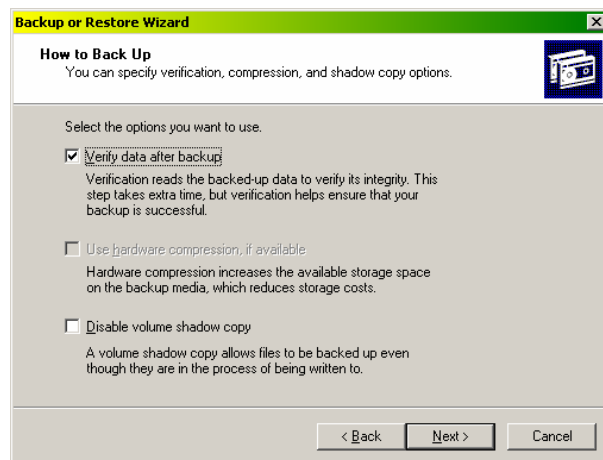 Backup or Restore Wizard
How to Back Up
You can specify verification, compression, and shadow copy options.
Select the options you want to use.
Verify data after backup
Verification reads the backed-up data to verify its integrity. This
step takes extra time, but verification helps ensure that your
backup is successful.
Use hardware compression, if available
Hardware compression increases the available storage space
on the backup media, which reduces storage costs.
Disable volume shadow copy
A volume shadow copy allows files to be backed up even
though they are in the process of being written to.
< Back Next > Cancel